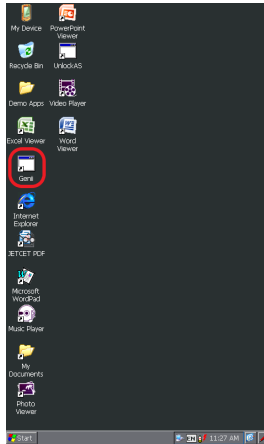 My Device
PowerPoint
Viewer
Recycle Bin
UnlockAS
Demo Apps
Video Player
Excel Viewer
Word
Viewer
Genii
Internet
Explorer
JETCET PDF
Microsoft
WordPad
Music Player
My
Documents
Photo
Viewer
Start
EN
11:27 AM